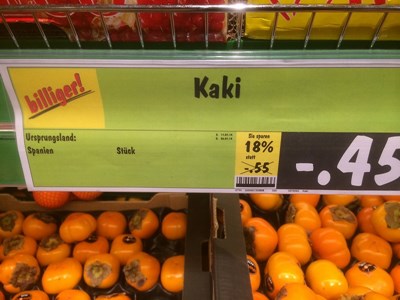 billiger!
Kaki
Ursprungsland:
Spanien
Stück
Sie sparen
18%
statt
-.55
-.45